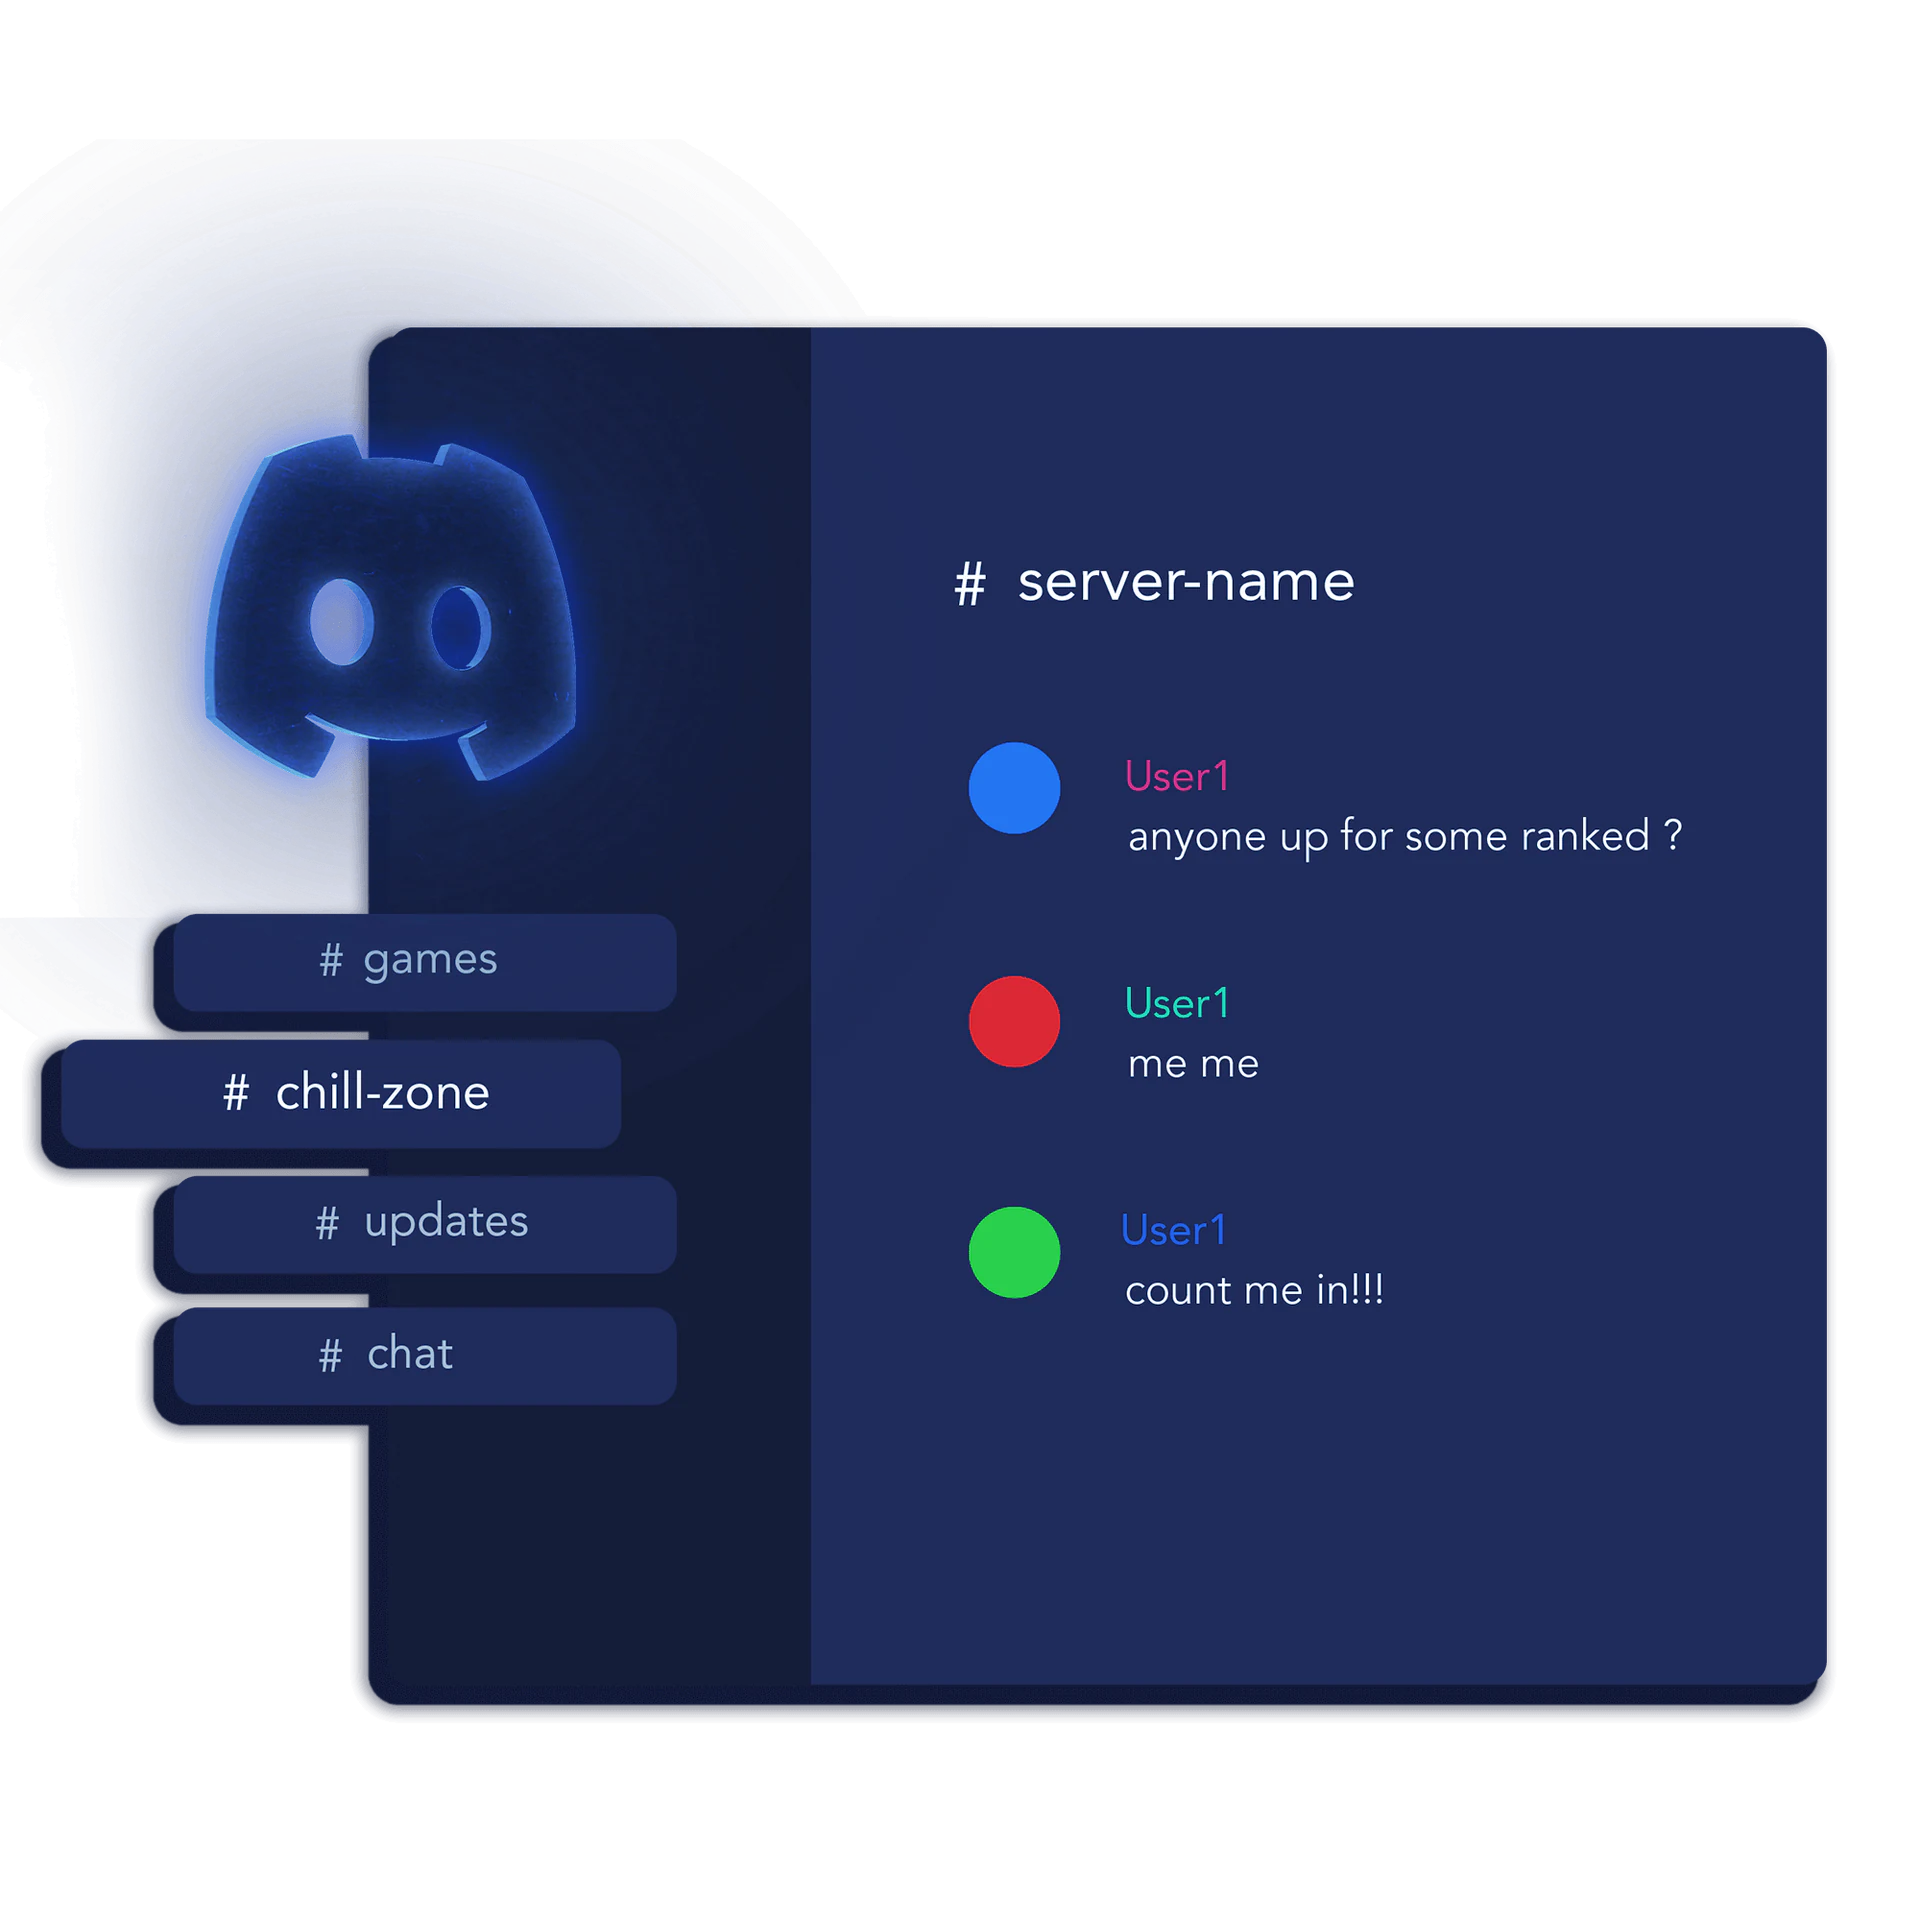 # games
# chill-zone
# updates
# chat
# server-name
User1
anyone up for some ranked ?
User1
me me
User1
count me in!!!